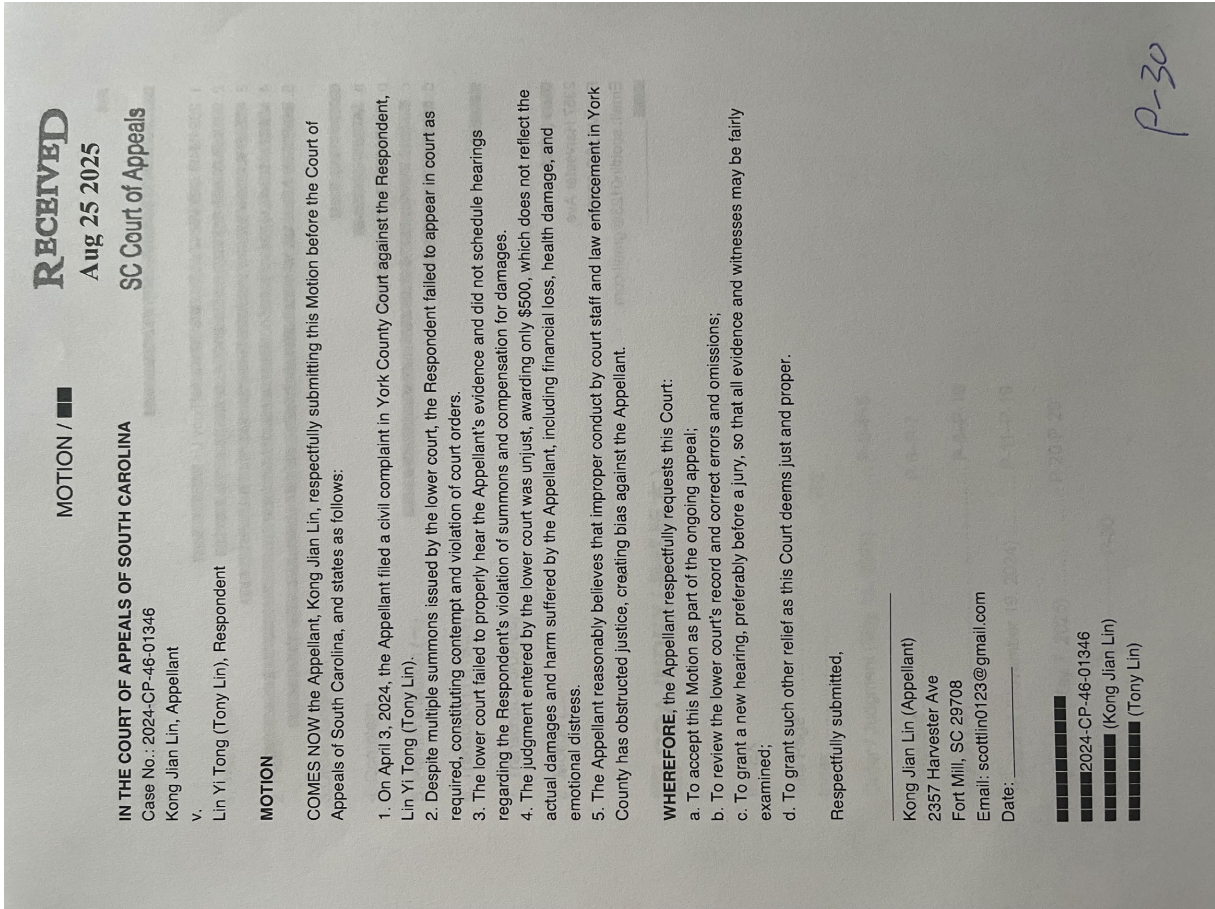 RECEIVED
Aug 25 2025
SC Court of Appeals
MOTION / ■■
IN THE COURT OF APPEALS OF SOUTH CAROLINA
Case No.: 2024-CP-46-01346
Kong Jian Lin, Appellant
v.
Lin Yi Tong (Tony Lin), Respondent
MOTION
COMES NOW the Appellant, Kong Jian Lin, respectfully submitting this Motion before the Court of
Appeals of South Carolina, and states as follows:
1. On April 3, 2024, the Appellant filed a civil complaint in York County Court against the Respondent,
Lin Yi Tong (Tony Lin).
2. Despite multiple summons issued by the lower court, the Respondent failed to appear in court as
required, constituting contempt and violation of court orders.
3. The lower court failed to properly hear the Appellant's evidence and did not schedule hearings
regarding the Respondent's violation of summons and compensation for damages.
4. The judgment entered by the lower court was unjust, awarding only $500, which does not reflect the
actual damages and harm suffered by the Appellant, including financial loss, health damage, and
emotional distress.
5. The Appellant reasonably believes that improper conduct by court staff and law enforcement in York
County has obstructed justice, creating bias against the Appellant.
WHEREFORE, the Appellant respectfully requests this Court:
a. To accept this Motion as part of the ongoing appeal;
b. To review the lower court's record and correct errors and omissions;
c. To grant a new hearing, preferably before a jury, so that all evidence and witnesses may be fairly
examined;
d. To grant such other relief as this Court deems just and proper.
Respectfully submitted,
Kong Jian Lin (Appellant)
2357 Harvester Ave
Fort Mill, SC 29708
Email: scottlin0123@gmail.com
Date:
■■2024-CP-46-01346
(Kong Jian Lin)
(Tony Lin)
P-30